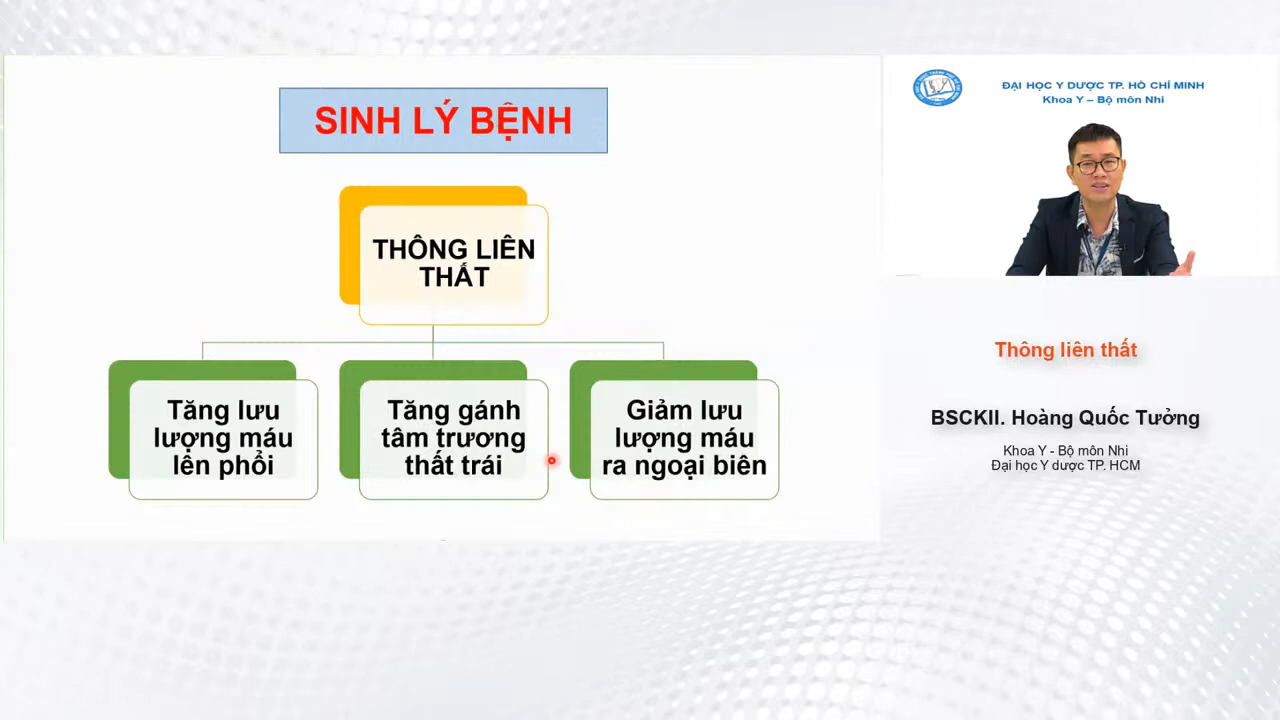 SINH LÝ BỆNH
THÔNG LIÊN
THẤT
Tăng lưu
lượng máu
lên phổi
Tăng gánh
tâm trương
thất trái
Giảm lưu
lượng máu
ra ngoại biên
ĐẠI HỌC Y DƯỢC TP. HỒ CHÍ MINH
Khoa Y – Bộ môn Nhi
Thông liên thất
BSCKII. Hoàng Quốc Tưởng
Khoa Y - Bộ môn Nhi
Đại học Y dược TP. HCM